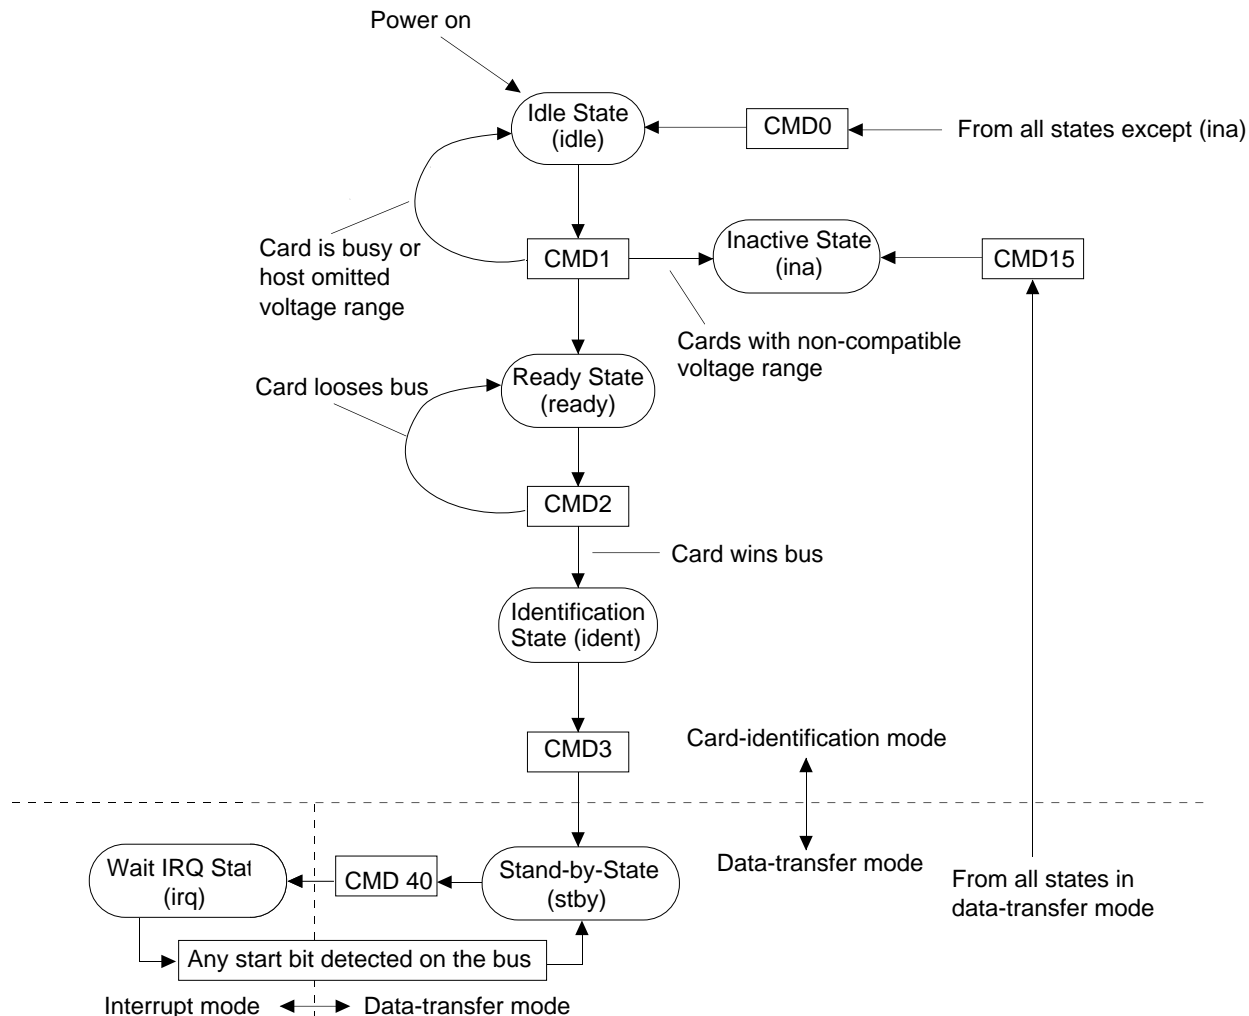 Power on
Idle State
(idle)
CMD0
From all states except (ina)
Card is busy or
host omitted
voltage range
CMD1
Inactive State
(ina)
CMD15
Cards with non-compatible
voltage range
Ready State
(ready)
Card looses bus
CMD2
Card wins bus
Identification
State (ident)
CMD3
Card-identification mode
Data-transfer mode
Wait IRQ Stat
(irq)
CMD 40
Stand-by-State
(stby)
From all states in
data-transfer mode
Any start bit detected on the bus
Interrupt mode
Data-transfer mode